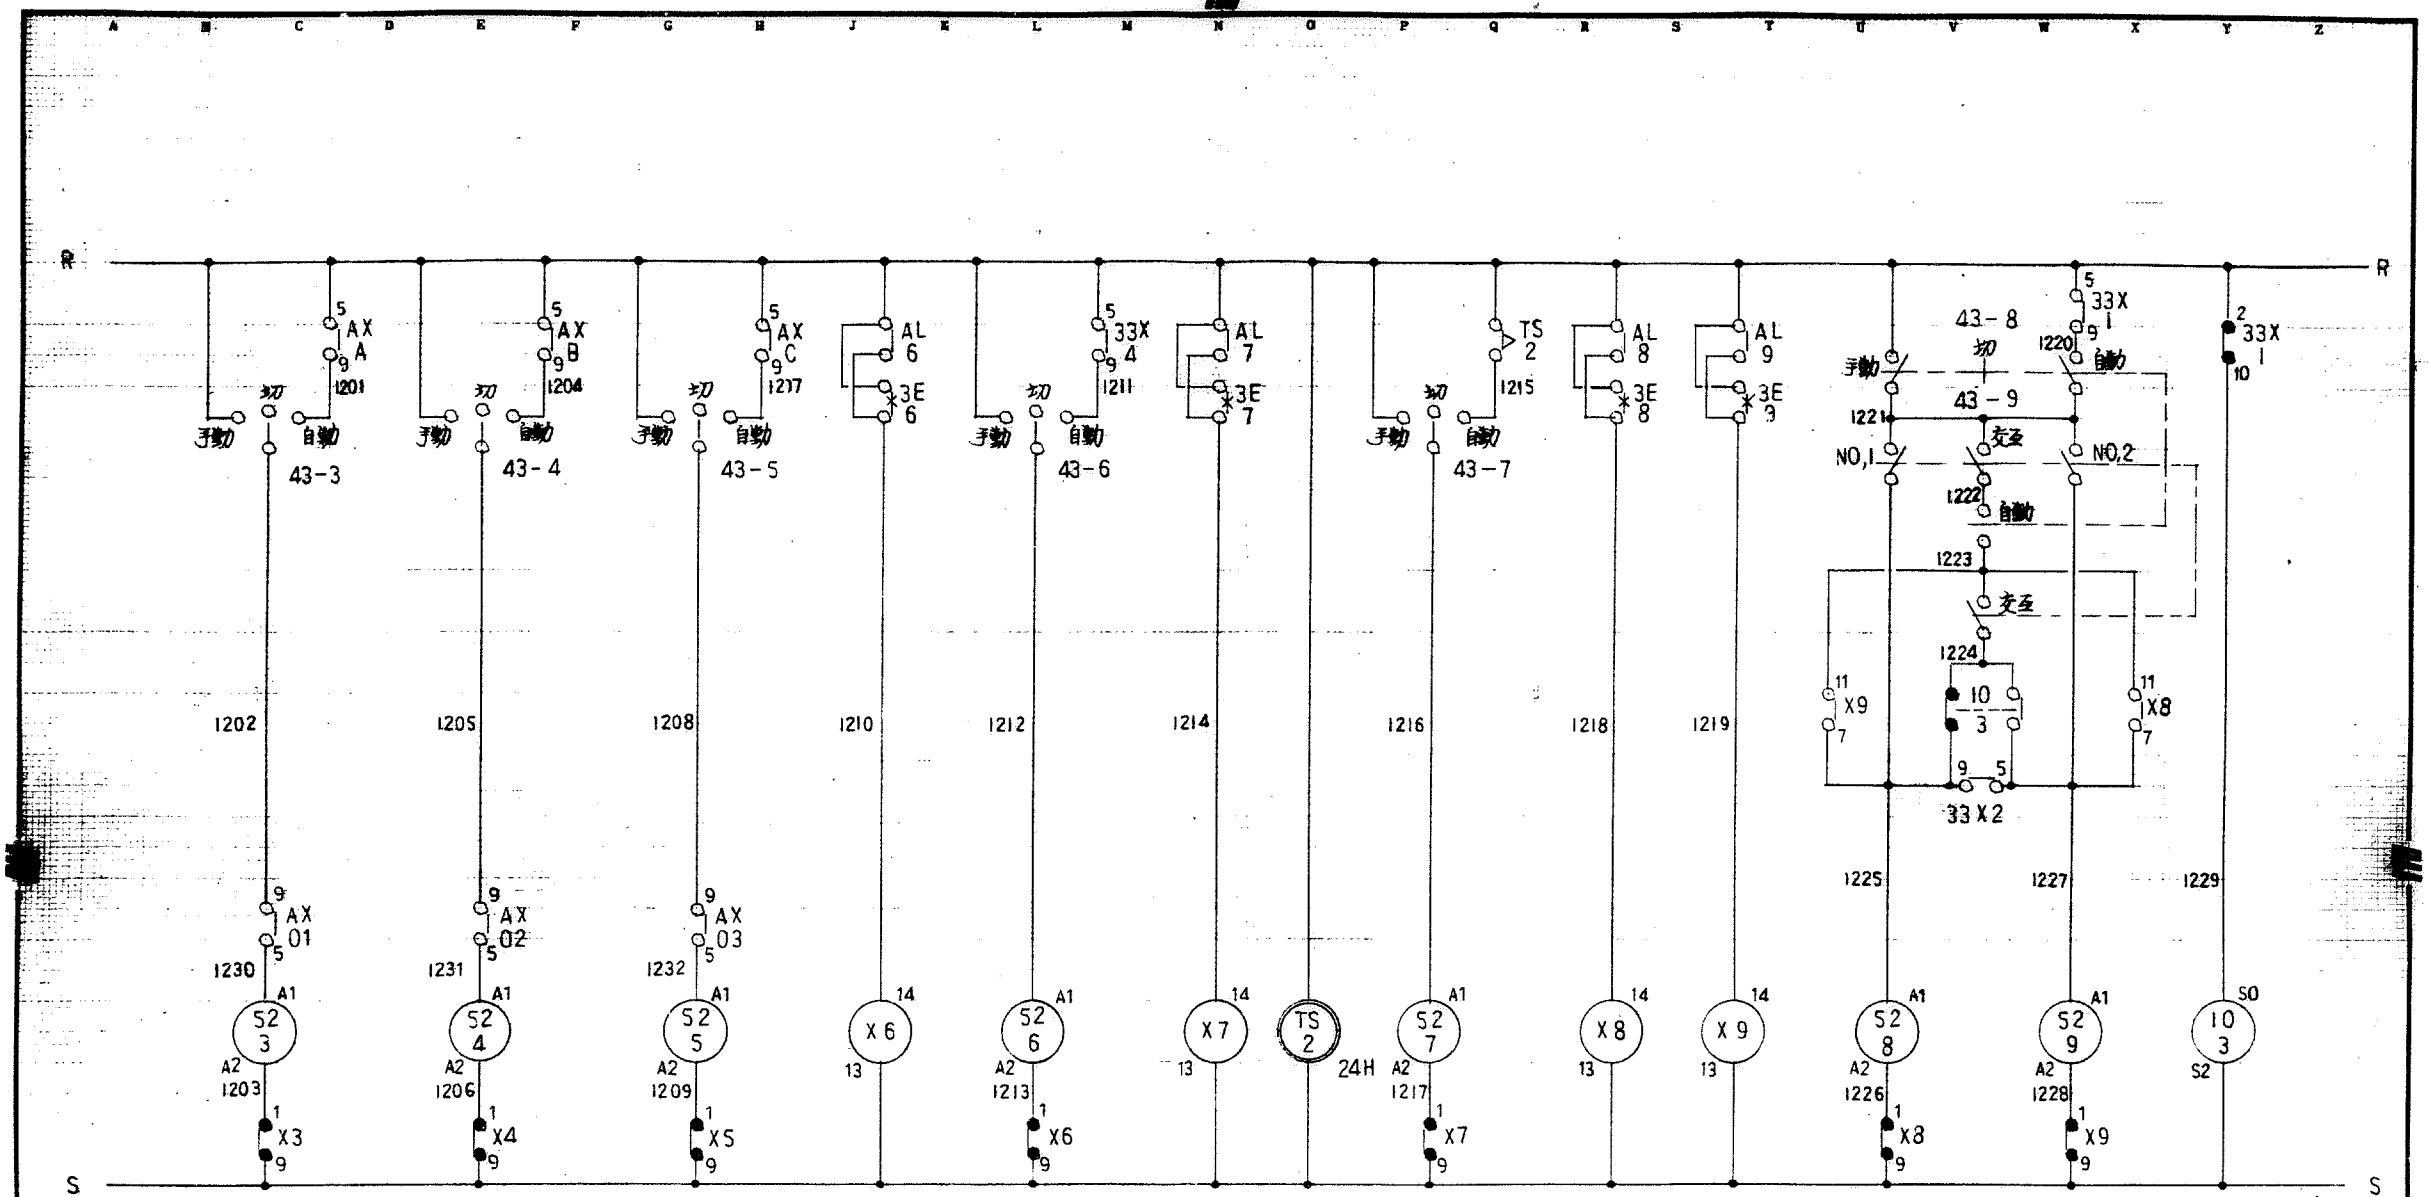 A B C D E F G H J K L M N O P Q R S T U V W X Y Z
R R
5 5 5 5 5 2
AX AX AX AL 33X AL TS AL AL 43-8 33X 33X
A B C 6 4 7 2 8 9 切 1 1
9 9 9 9 9 10
1201 1204 1217 1211 1215 1220
手動 自動
3E 3E 3E 3E 43-9
6 7 8 9
切 切 切 切 切
手動 自動 手動 自動 手動 自動 手動 自動 手動 自動
1221 交互
43-3 43-4 43-5 43-6 43-7 NO,1 NO,2
1222
自動
1223
交互
1224
11 10 11
X9 3 X8
7 7
1202 1205 1208 1210 1212 1214 1216 1218 1219
9 5
33X2
1225 1227 1229
9 9 9
AX AX AX
01 02 03
5 5 5
1230 1231 1232
A1 A1 A1 14 A1 14 A1 14 14 A1 A1 S0
S2 S2 S2 X6 S2 X7 TS S2 X8 X9 S2 S2 10
3 4 5 6 2 7 8 9 3
A2 A2 A2 13 A2 13 24H A2 13 13 A2 A2 S2
1203 1206 1209 1213 1217 1226 1228
1 1 1 1 1 1 1
X3 X4 X5 X6 X7 X8 X9
9 9 9 9 9 9 9
S S